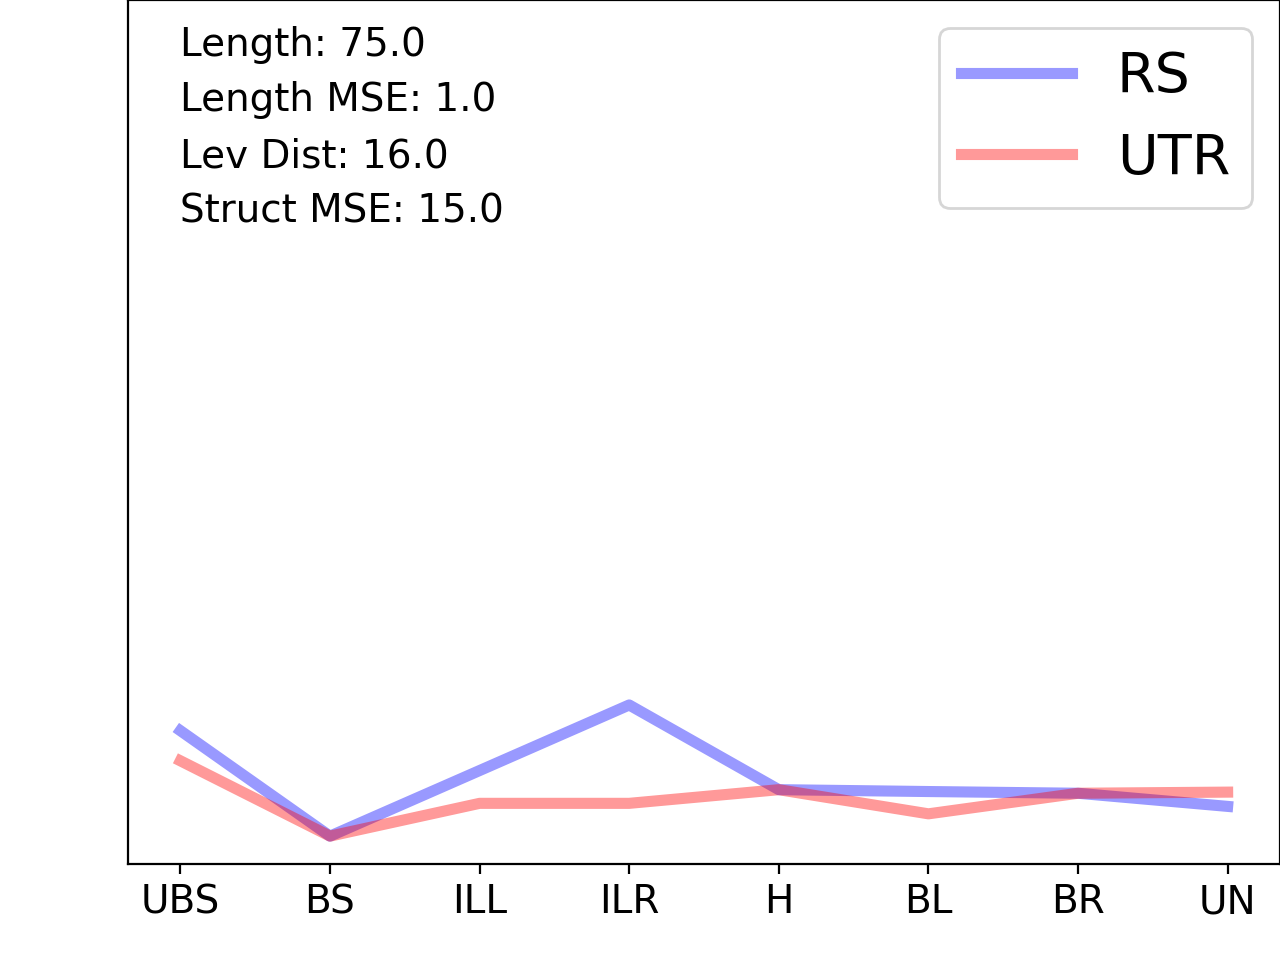 Length: 75.0
Length MSE: 1.0
Lev Dist: 16.0
Struct MSE: 15.0
RS
UTR
UBS BS ILL ILR H BL BR UN